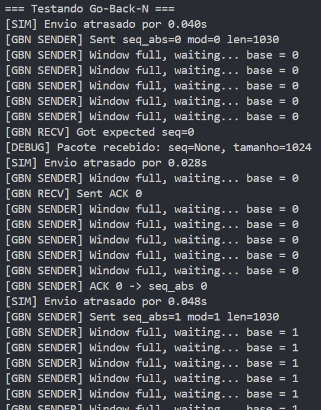 === Testando Go-Back-N ===
[SIM] Envio atrasado por 0.040s
[GBN SENDER] Sent seq_abs=0 mod=0 len=1030
[GBN SENDER] Window full, waiting... base = 0
[GBN SENDER] Window full, waiting... base = 0
[GBN SENDER] Window full, waiting... base = 0
[GBN SENDER] Window full, waiting... base = 0
[GBN SENDER] Window full, waiting... base = 0
[GBN RECV] Got expected seq=0
[DEBUG] Pacote recebido: seq=None, tamanho=1024
[SIM] Envio atrasado por 0.028s
[GBN RECV] Sent ACK 0
[GBN SENDER] Window full, waiting... base = 0
[GBN SENDER] Window full, waiting... base = 0
[GBN SENDER] Window full, waiting... base = 0
[GBN SENDER] Window full, waiting... base = 0
[GBN SENDER] Window full, waiting... base = 0
[GBN SENDER] ACK 0 -> seq_abs 0
[SIM] Envio atrasado por 0.048s
[GBN SENDER] Sent seq_abs=1 mod=1 len=1030
[GBN SENDER] Window full, waiting... base = 1
[GBN SENDER] Window full, waiting... base = 1
[GBN SENDER] Window full, waiting... base = 1
[GBN SENDER] Window full, waiting... base = 1
[GBN SENDER] Window full, waiting... base = 1